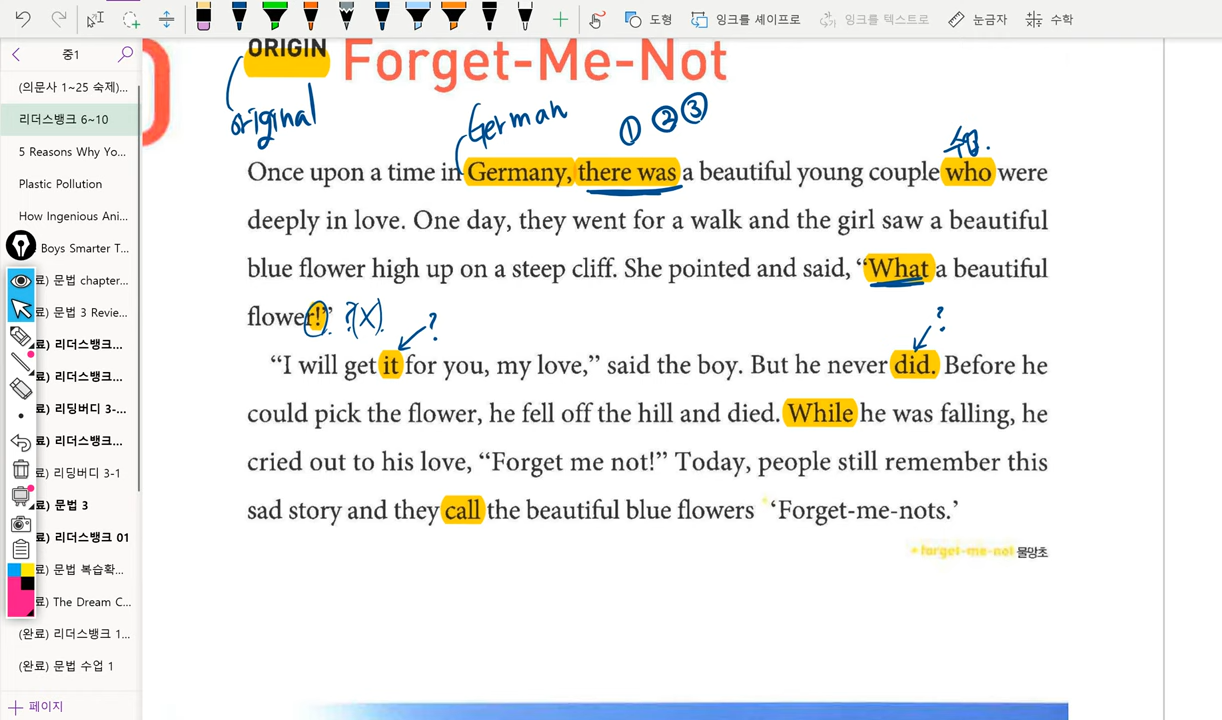 도형
잉크를 셰이프로
잉크를 텍스트로
눈금자
수학
중1
(의문사 1~25 숙제)...
리더스뱅크 6~10
5 Reasons Why Yo...
Plastic Pollution
How Ingenious Ani...
Boys Smarter T...
료) 문법 chapter...
료) 문법 3 Revie...
료) 리더스뱅크...
료) 리더스뱅크...
료) 리딩버디 3-...
료) 리더스뱅크...
료) 리딩버디 3-1
료) 문법 3
료) 리더스뱅크 01
료) 문법 복습확...
료) The Dream C...
(완료) 리더스뱅크 1...
(완료) 문법 수업 1
페이지
ORIGIN
Forget-Me-Not
original
German
① ② ③
Once upon a time in Germany, there was a beautiful young couple who were
deeply in love. One day, they went for a walk and the girl saw a beautiful
blue flower high up on a steep cliff. She pointed and said, “What a beautiful
flower!” ?(X).
? ?
“I will get it for you, my love,” said the boy. But he never did. Before he
could pick the flower, he fell off the hill and died. While he was falling, he
cried out to his love, “Forget me not!” Today, people still remember this
sad story and they call the beautiful blue flowers *‘Forget-me-nots.’
* forget-me-not 물망초